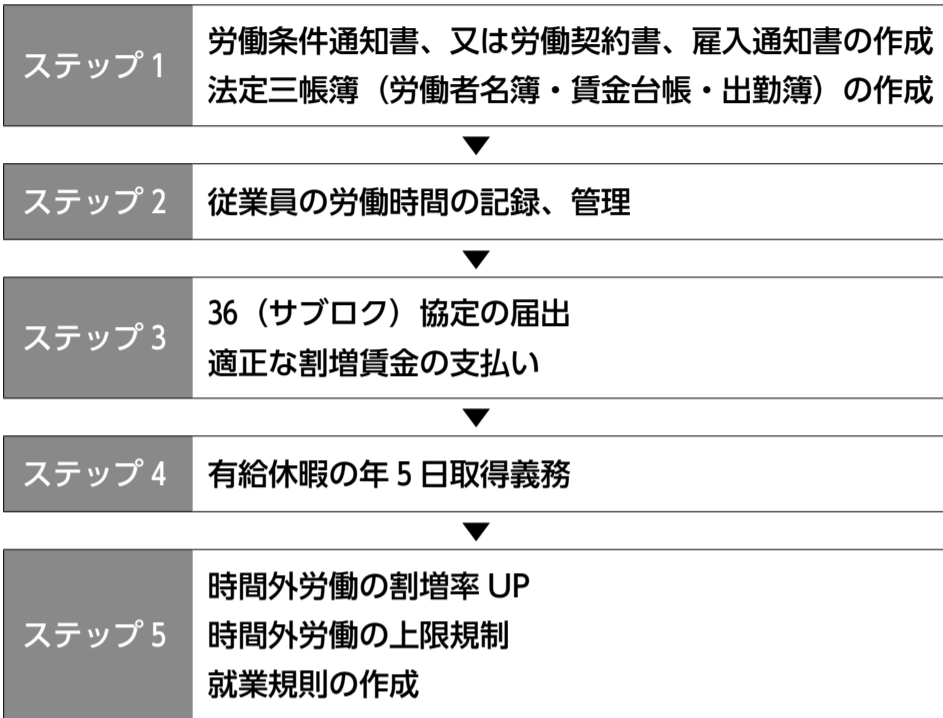 ステップ 1
労働条件通知書、又は労働契約書、雇入通知書の作成
法定三帳簿（労働者名簿・賃金台帳・出勤簿）の作成
▼
ステップ 2
従業員の労働時間の記録、管理
▼
ステップ 3
36（サブロク）協定の届出
適正な割増賃金の支払い
▼
ステップ 4
有給休暇の年 5 日取得義務
▼
ステップ 5
時間外労働の割増率 UP
時間外労働の上限規制
就業規則の作成